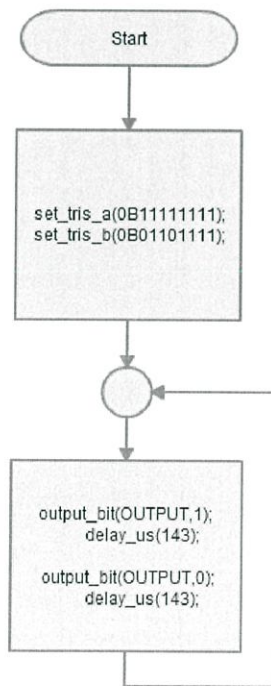 Start
set_tris_a(0B11111111);
set_tris_b(0B01101111);
output_bit(OUTPUT,1);
delay_us(143);
output_bit(OUTPUT,0);
delay_us(143);